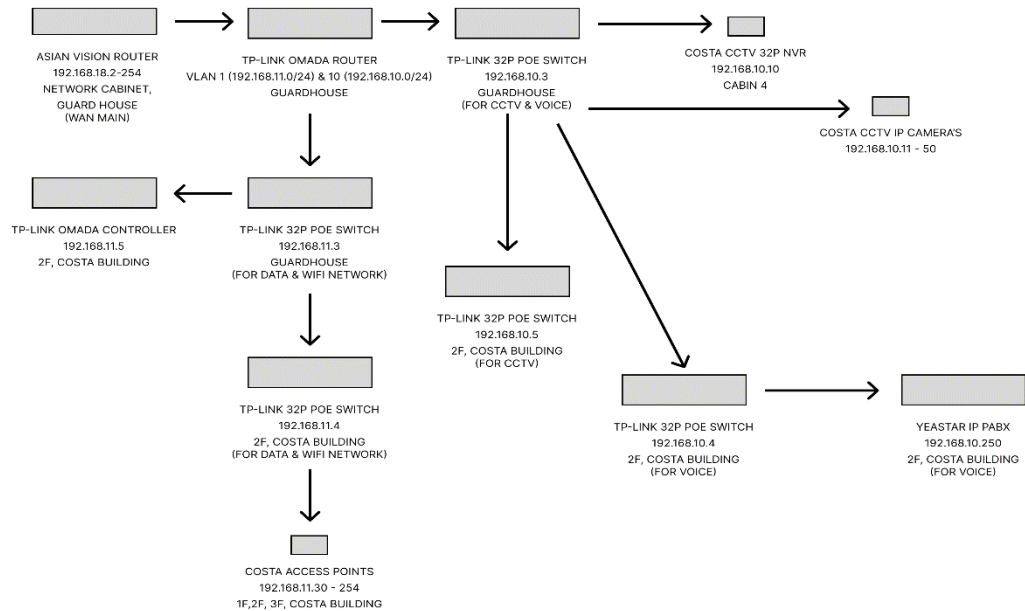 ASIAN VISION ROUTER
192.168.18.2-254
NETWORK CABINET,
GUARD HOUSE
(WAN MAIN)
TP-LINK OMADA ROUTER
VLAN 1 (192.168.11.0/24) & 10 (192.168.10.0/24)
GUARDHOUSE
TP-LINK 32P POE SWITCH
192.168.10.3
GUARDHOUSE
(FOR CCTV & VOICE)
COSTA CCTV 32P NVR
192.168.10.10
CABIN 4
COSTA CCTV IP CAMERA'S
192.168.10.11 - 50
TP-LINK OMADA CONTROLLER
192.168.11.5
2F, COSTA BUILDING
TP-LINK 32P POE SWITCH
192.168.11.3
GUARDHOUSE
(FOR DATA & WIFI NETWORK)
TP-LINK 32P POE SWITCH
192.168.10.5
2F, COSTA BUILDING
(FOR CCTV)
TP-LINK 32P POE SWITCH
192.168.11.4
2F, COSTA BUILDING
(FOR DATA & WIFI NETWORK)
TP-LINK 32P POE SWITCH
192.168.10.4
2F, COSTA BUILDING
(FOR VOICE)
YEASTAR IP PABX
192.168.10.250
2F, COSTA BUILDING
(FOR VOICE)
COSTA ACCESS POINTS
192.168.11.30 - 254
1F,2F, 3F, COSTA BUILDING